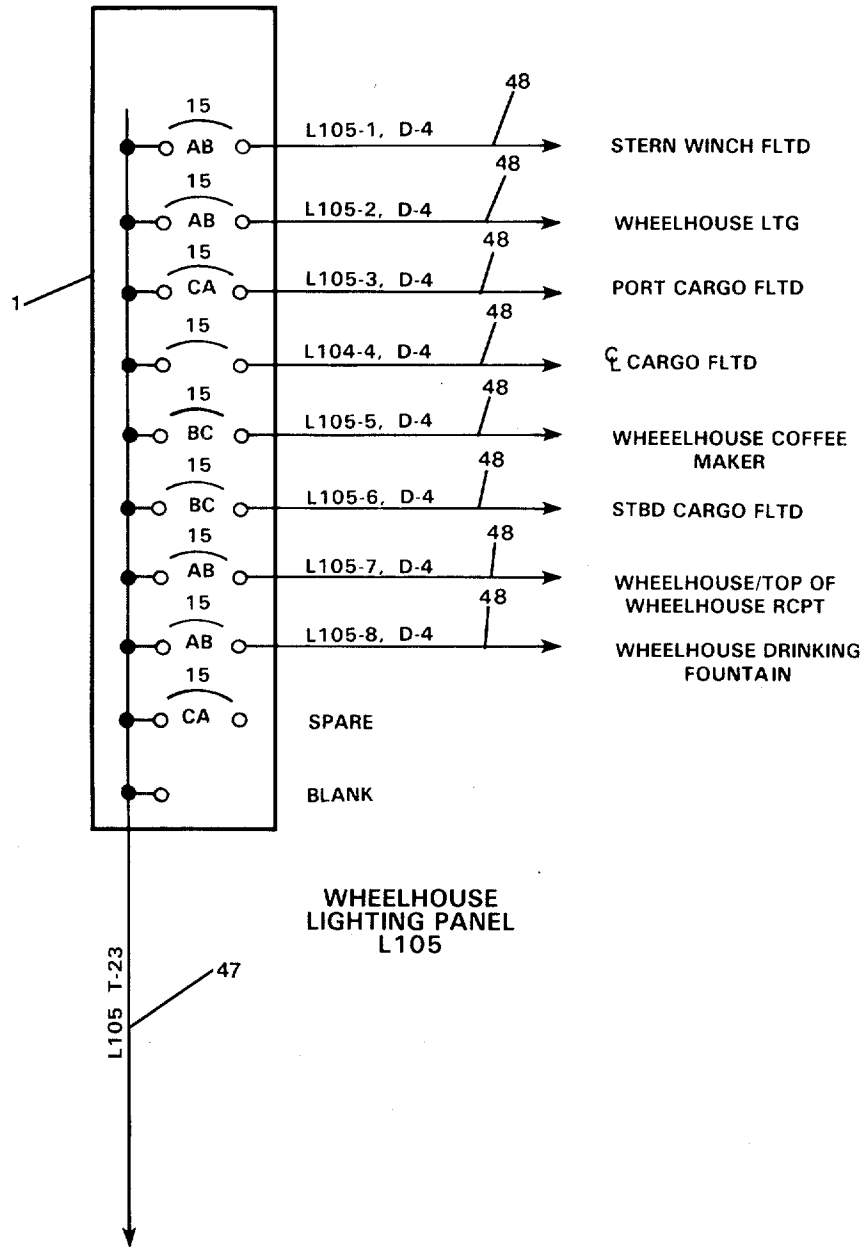 15
48
AB
L105-1, D-4
STERN WINCH FLTD
15
48
AB
L105-2, D-4
WHEELHOUSE LTG
15
48
CA
L105-3, D-4
PORT CARGO FLTD
1
15
48
L104-4, D-4
℄ CARGO FLTD
15
48
BC
L105-5, D-4
WHEEELHOUSE COFFEE
MAKER
15
48
BC
L105-6, D-4
STBD CARGO FLTD
15
48
AB
L105-7, D-4
WHEELHOUSE/TOP OF
WHEELHOUSE RCPT
15
48
AB
L105-8, D-4
WHEELHOUSE DRINKING
FOUNTAIN
15
CA
SPARE
BLANK
WHEELHOUSE
LIGHTING PANEL
L105
L105 T-23
47